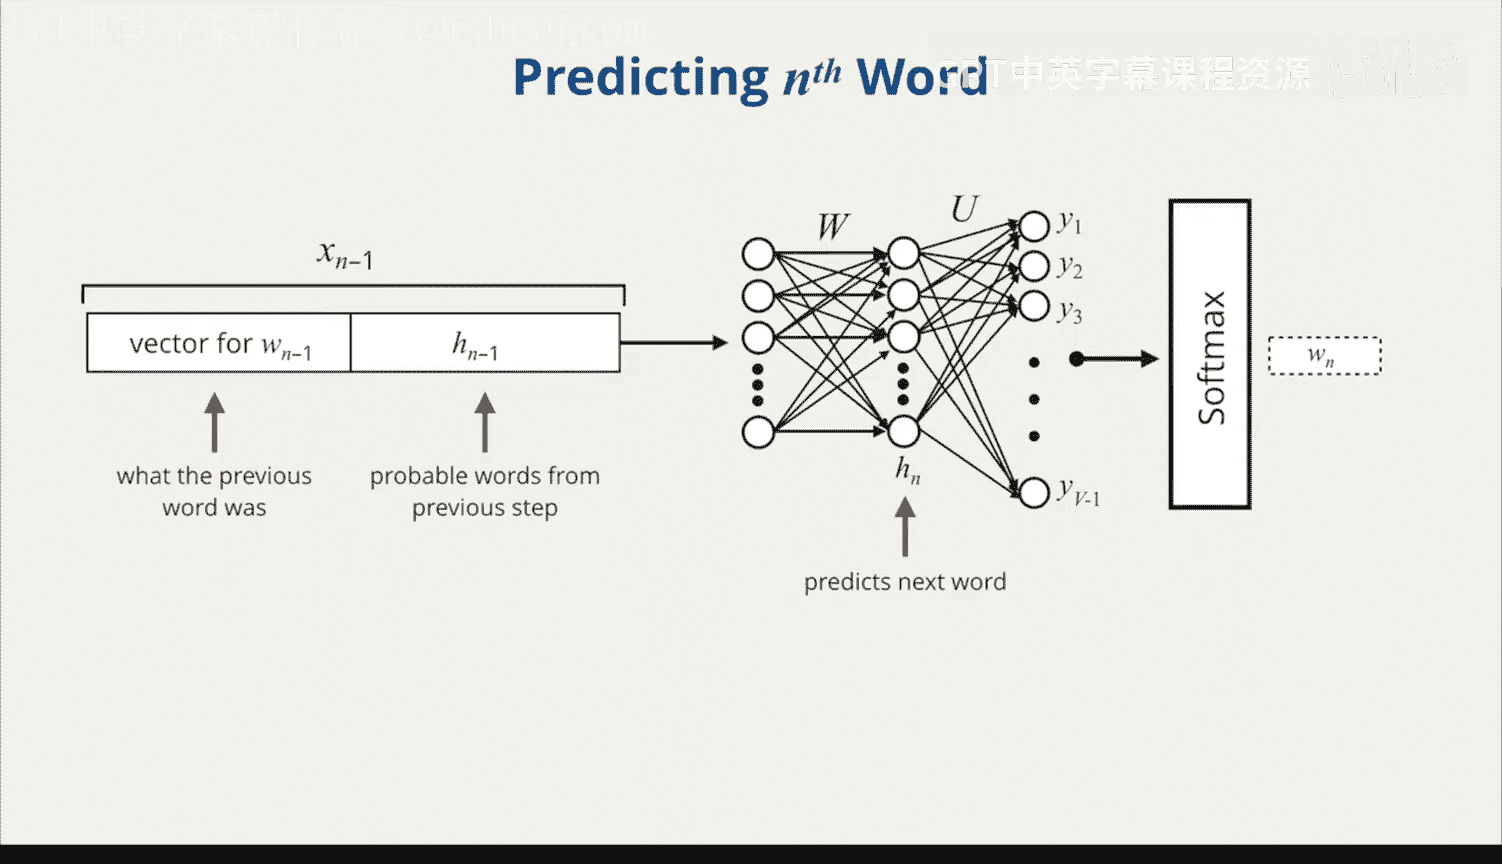 Predicting nth Word
中英字幕课程资源
xn–1
W
U
y1
y2
y3
yV-1
vector for wn–1
hn–1
what the previous
word was
probable words from
previous step
hn
predicts next word
Softmax
wn